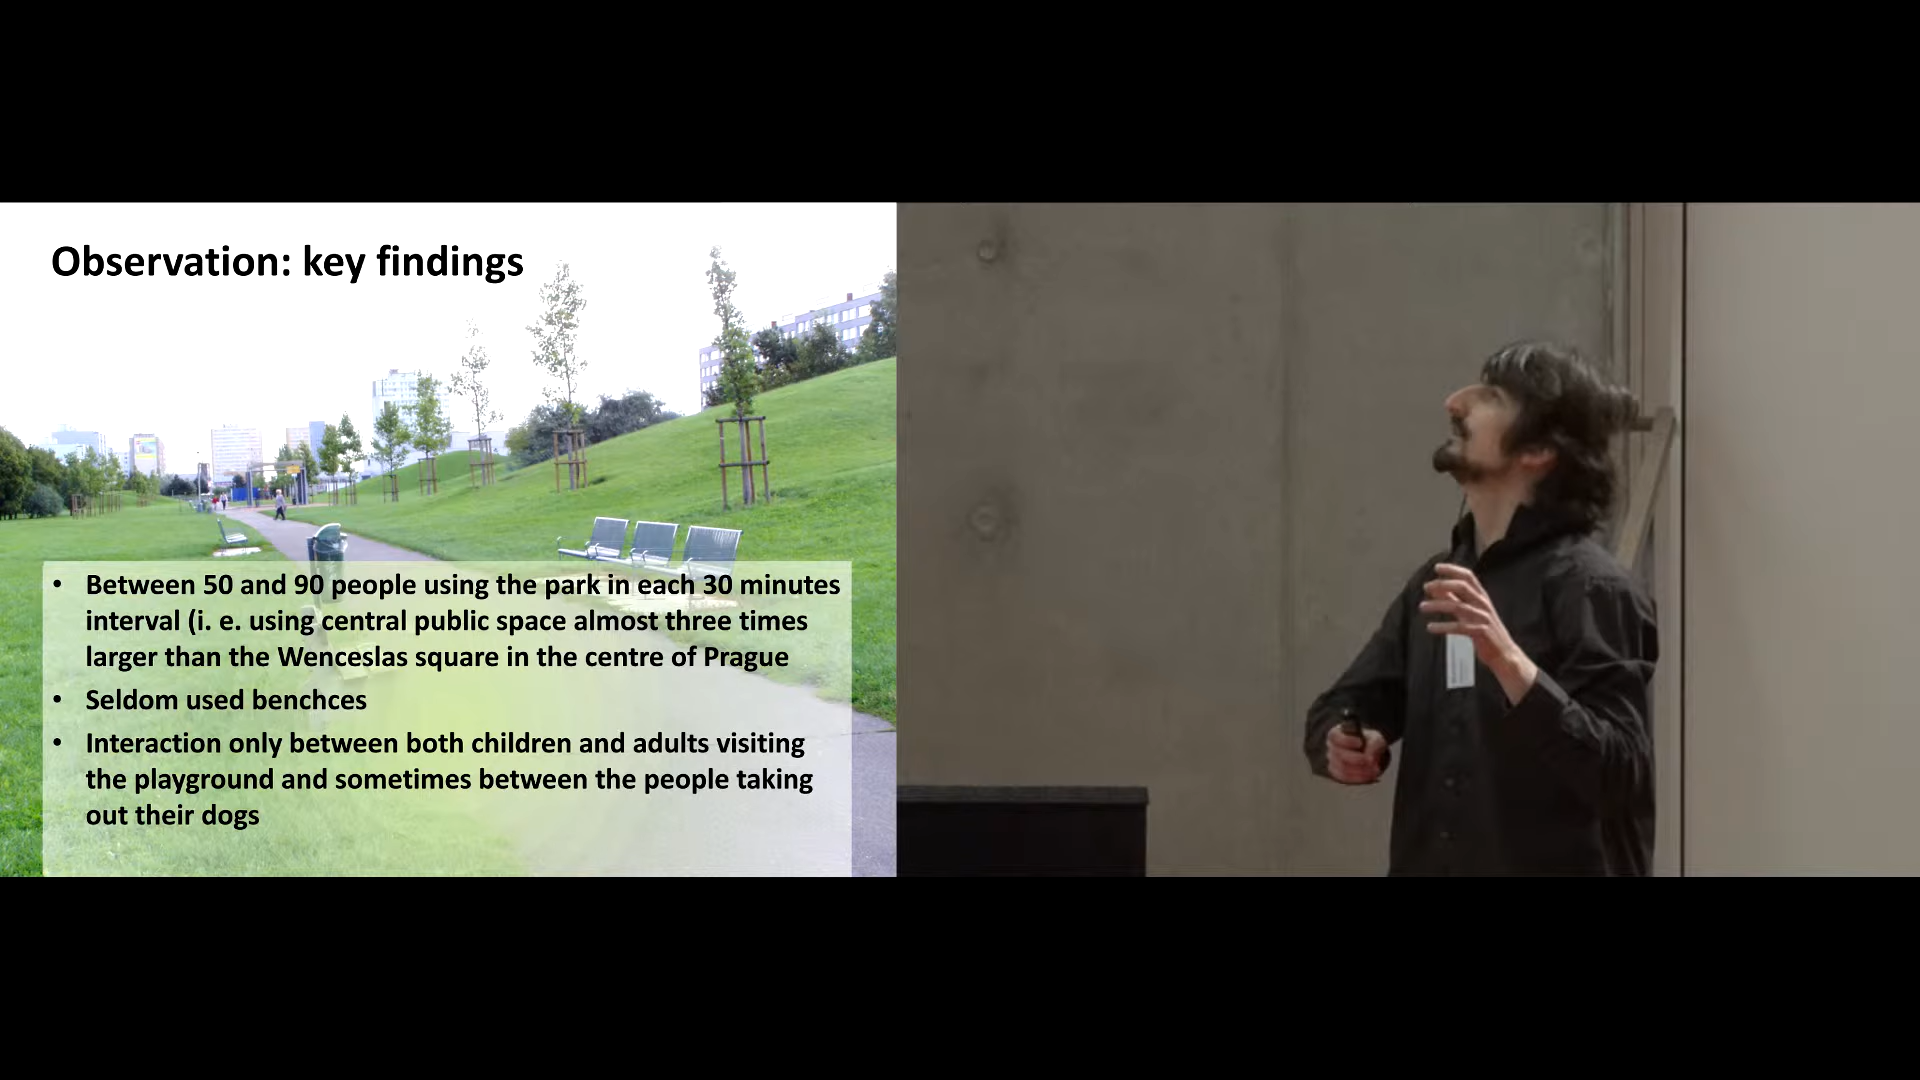 Observation: key findings
• Between 50 and 90 people using the park in each 30 minutes
interval (i. e. using central public space almost three times
larger than the Wenceslas square in the centre of Prague
• Seldom used benchces
• Interaction only between both children and adults visiting
the playground and sometimes between the people taking
out their dogs